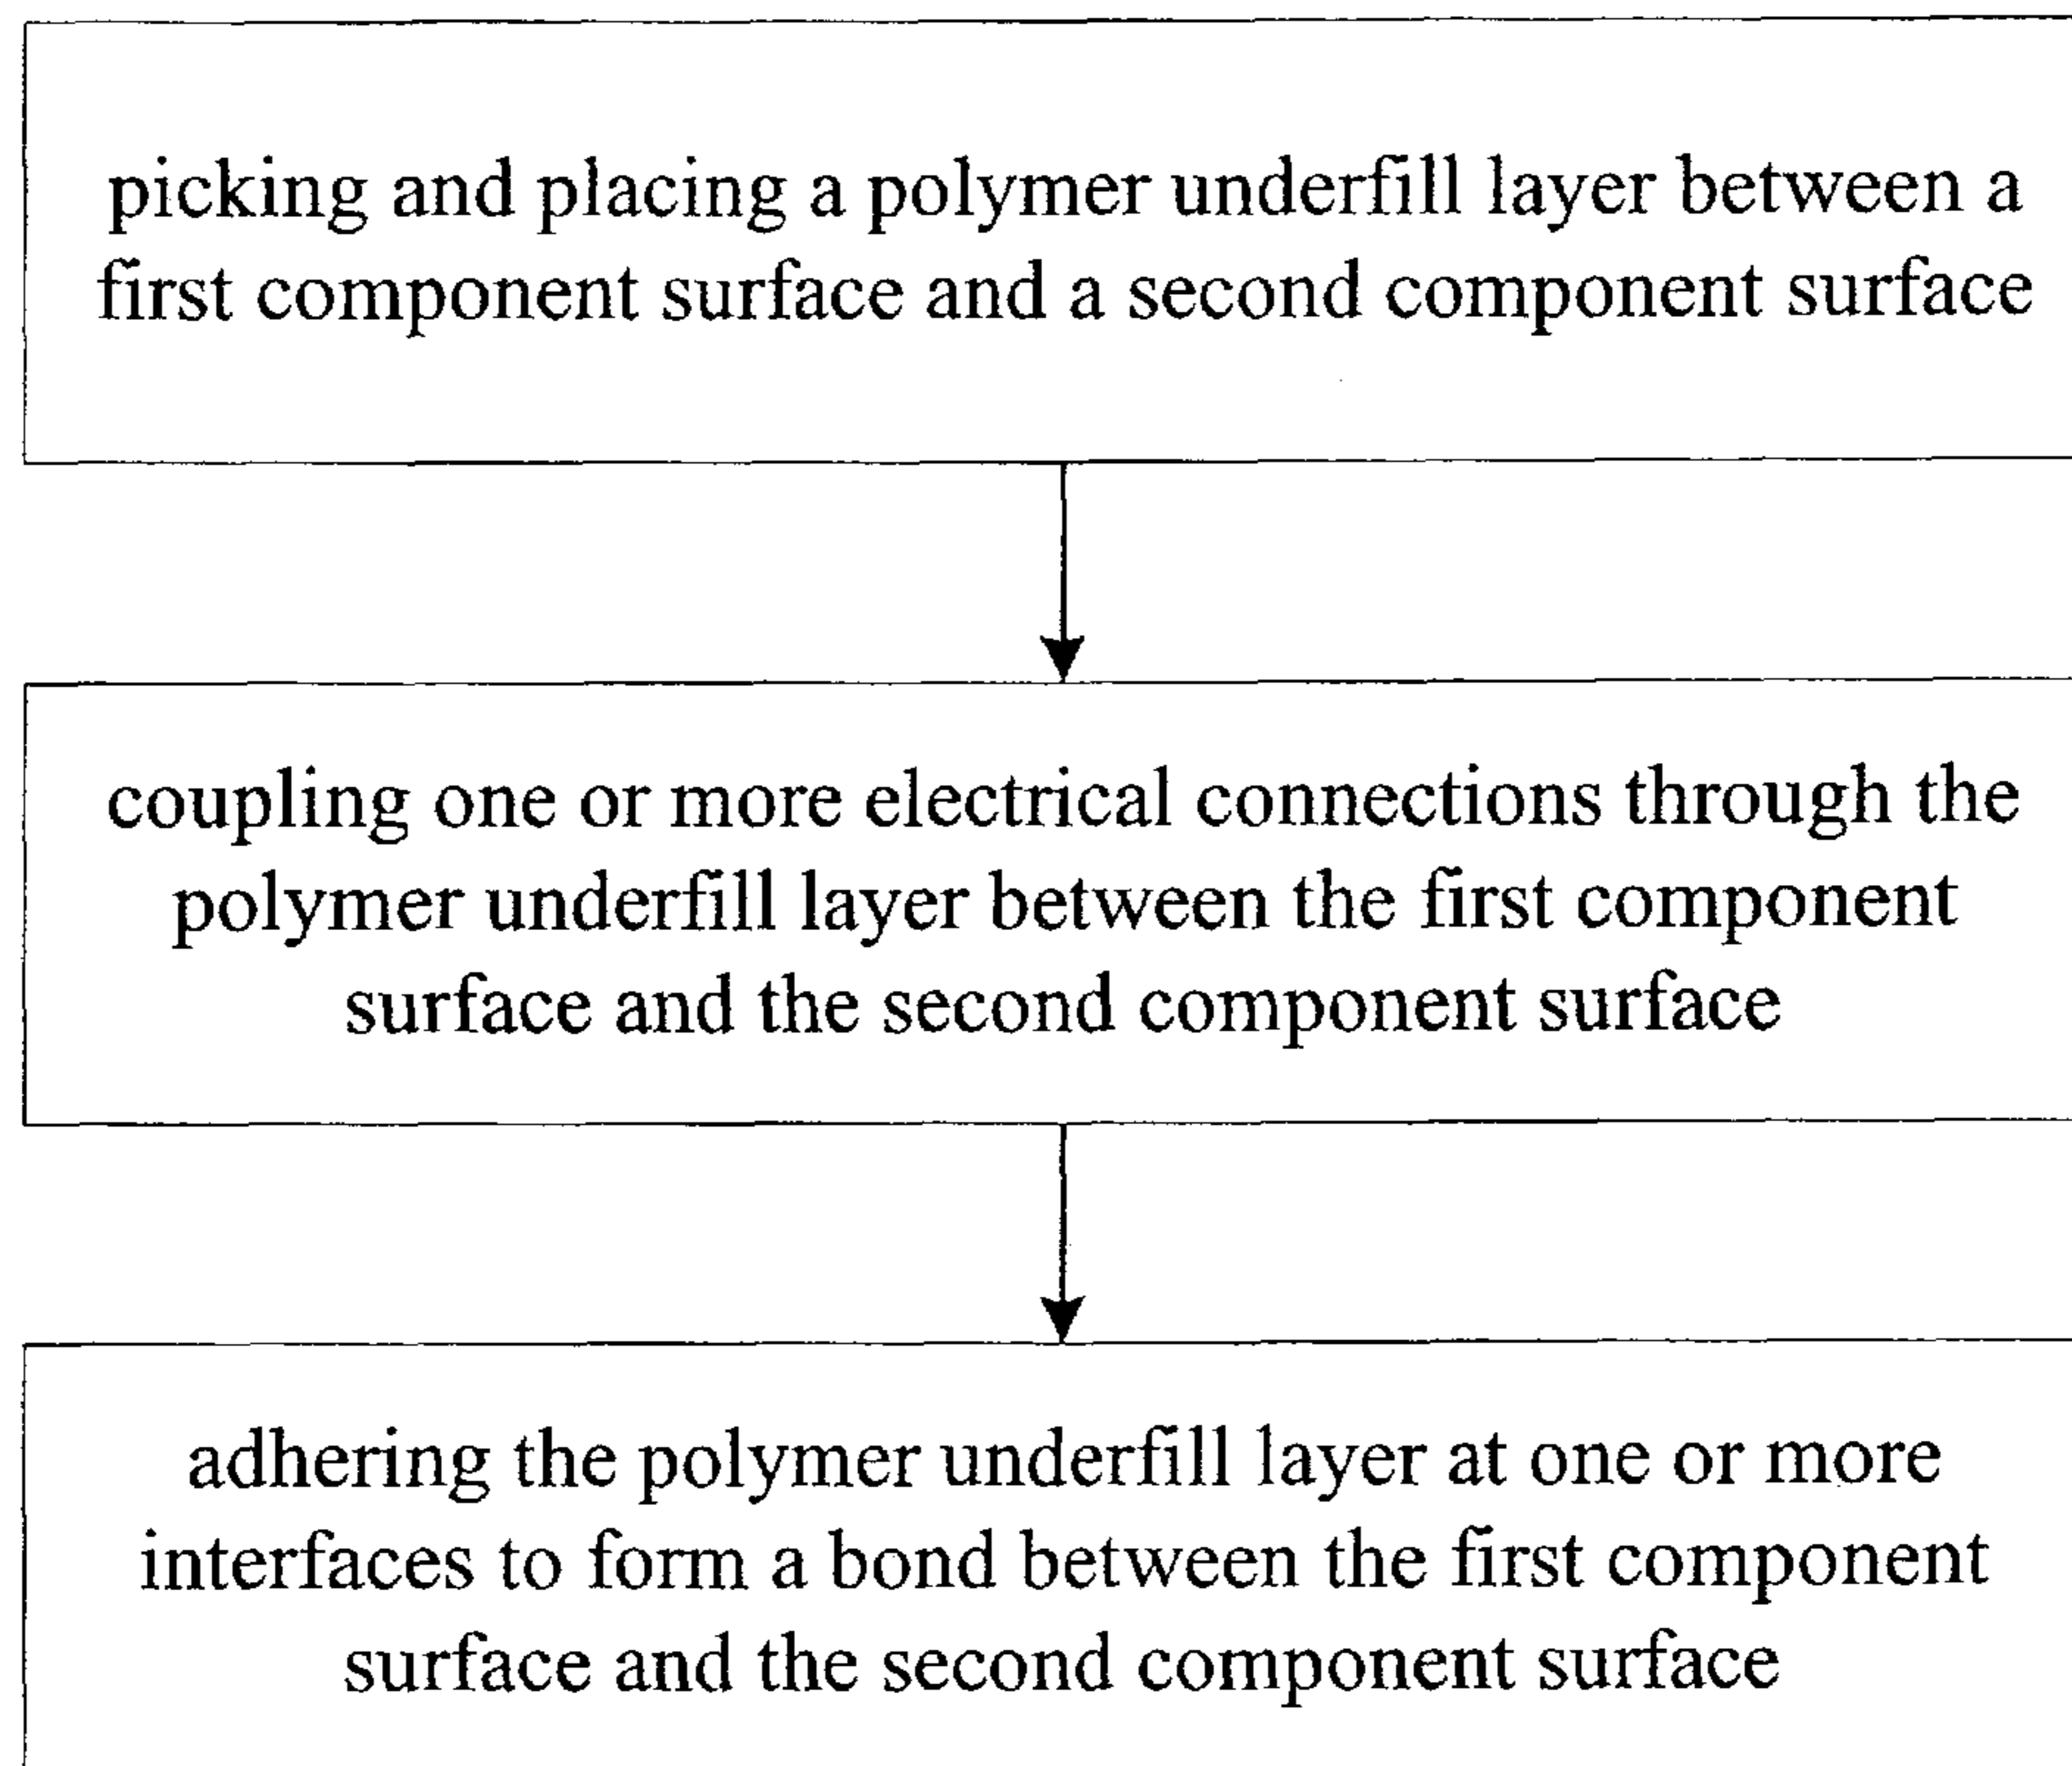 picking and placing a polymer underfill layer between a
first component surface and a second component surface
coupling one or more electrical connections through the
polymer underfill layer between the first component
surface and the second component surface
adhering the polymer underfill layer at one or more
interfaces to form a bond between the first component
surface and the second component surface